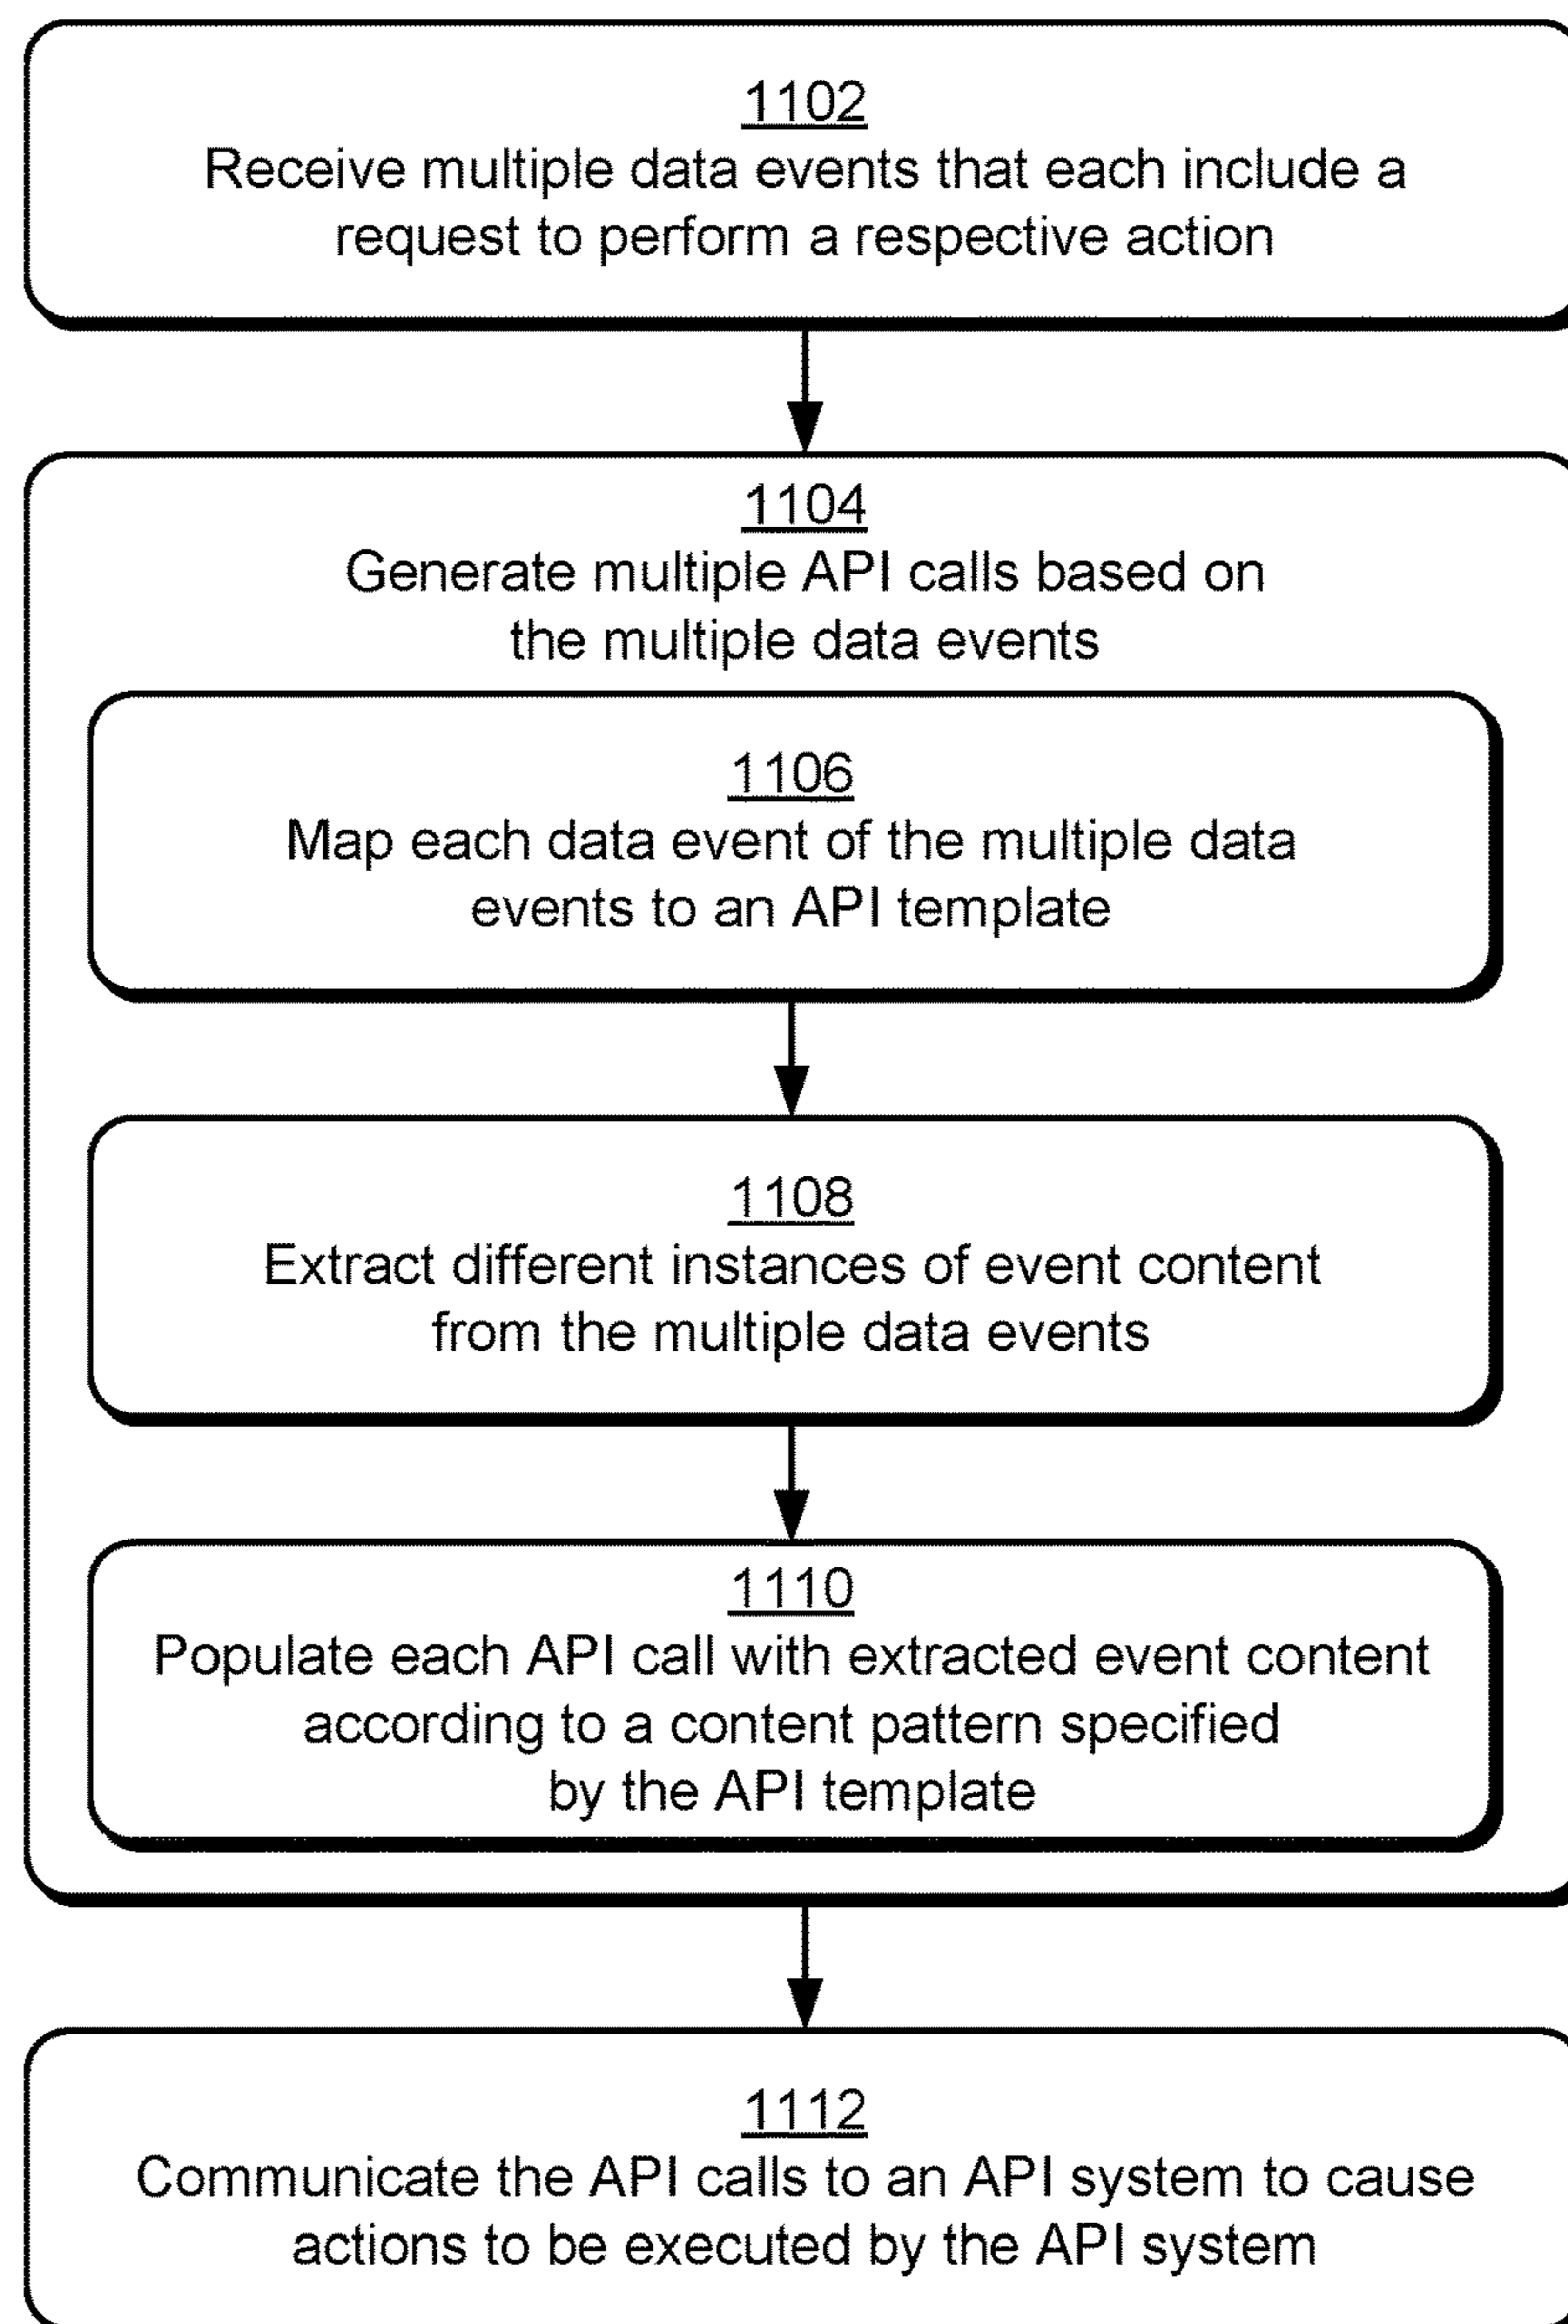 1102
Receive multiple data events that each include a
request to perform a respective action
1104
Generate multiple API calls based on
the multiple data events
1106
Map each data event of the multiple data
events to an API template
1108
Extract different instances of event content
from the multiple data events
1110
Populate each API call with extracted event content
according to a content pattern specified
by the API template
1112
Communicate the API calls to an API system to cause
actions to be executed by the API system